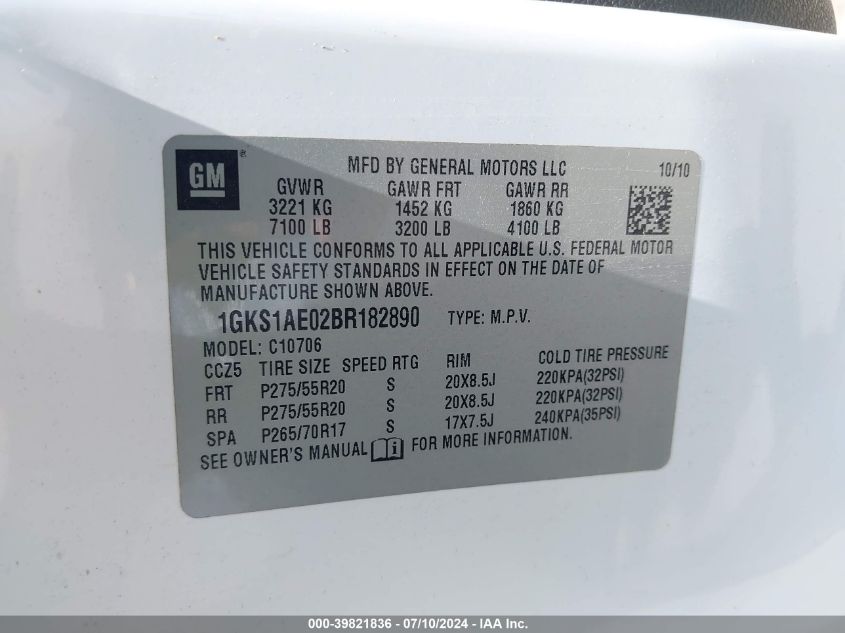 GM ® MFD BY GENERAL MOTORS LLC 10/10
GVWR GAWR FRT GAWR RR
3221 KG 1452 KG 1860 KG
7100 LB 3200 LB 4100 LB
THIS VEHICLE CONFORMS TO ALL APPLICABLE U.S. FEDERAL MOTOR
VEHICLE SAFETY STANDARDS IN EFFECT ON THE DATE OF
MANUFACTURE SHOWN ABOVE.
1GKS1AE02BR182890 TYPE: M.P.V.
MODEL: C10706
CCZ5 TIRE SIZE SPEED RTG RIM COLD TIRE PRESSURE
FRT P275/55R20 S 20X8.5J 220KPA(32PSI)
RR P275/55R20 S 20X8.5J 220KPA(32PSI)
SPA P265/70R17 S 17X7.5J 240KPA(35PSI)
SEE OWNER'S MANUAL i FOR MORE INFORMATION.
000-39821836 - 07/10/2024 - IAA Inc.